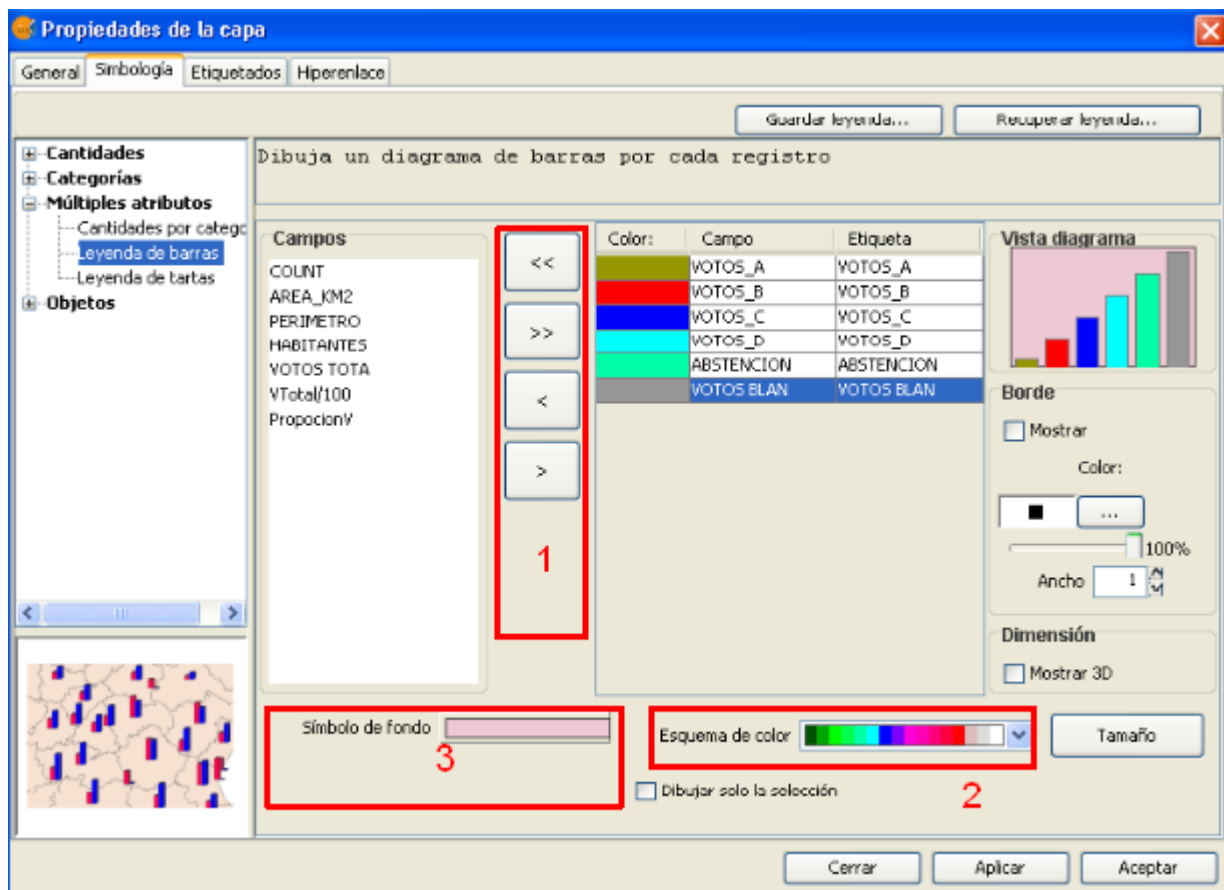 Propiedades de la capa
General Simbología Etiquetados Hiperenlace
Guardar leyenda... Recuperar leyenda...
Cantidades
Categorías
Múltiples atributos
Cantidades por catego
Leyenda de barras
Leyenda de tartas
Objetos
Dibuja un diagrama de barras por cada registro
Campos
COUNT
AREA_KM2
PERIMETRO
HABITANTES
VOTOS TOTA
VTotal/100
PropocionV
<<
>>
<
>
1
Color: Campo Etiqueta
VOTOS_A VOTOS_A
VOTOS_B VOTOS_B
VOTOS_C VOTOS_C
VOTOS_D VOTOS_D
ABSTENCION ABSTENCION
VOTOS BLAN VOTOS BLAN
Vista diagrama
Borde
Mostrar
Color:
...
100%
Ancho 1
Dimensión
Mostrar 3D
Símbolo de fondo
3
Esquema de color
Tamaño
Dibujar solo la selección
2
Cerrar Aplicar Aceptar